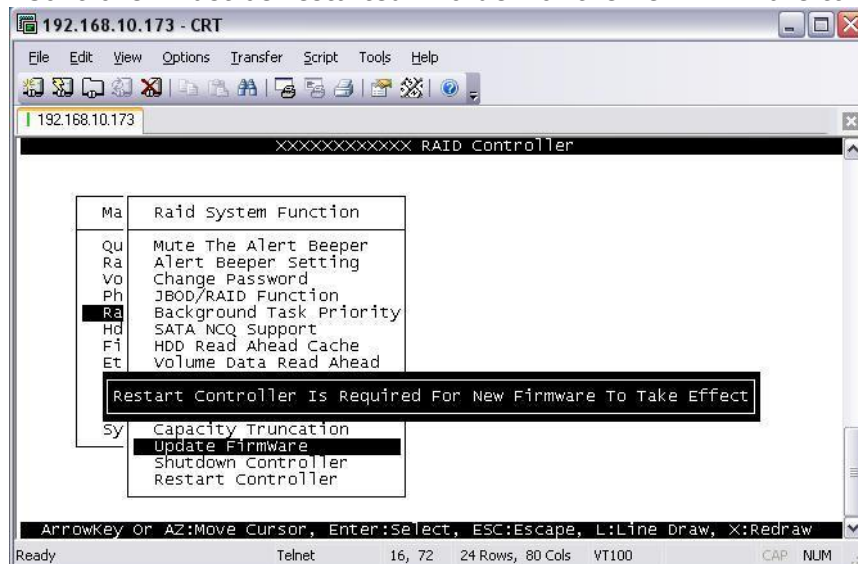 192.168.10.173 - CRT
File Edit View Options Transfer Script Tools Help
192.168.10.173
XXXXXXXXXXXX RAID Controller
Ma
Raid System Function
Qu Mute The Alert Beeper
Ra Alert Beeper Setting
Vo Change Password
Ph JBOD/RAID Function
Ra Background Task Priority
Hd SATA NCQ Support
Fi HDD Read Ahead Cache
Et Volume Data Read Ahead
Restart Controller Is Required For New Firmware To Take Effect
Sy Capacity Truncation
Update Firmware
Shutdown Controller
Restart Controller
ArrowKey Or AZ:Move Cursor, Enter:Select, ESC:Escape, L:Line Draw, X:Redraw
Ready Telnet 16, 72 24 Rows, 80 Cols VT100 CAP NUM